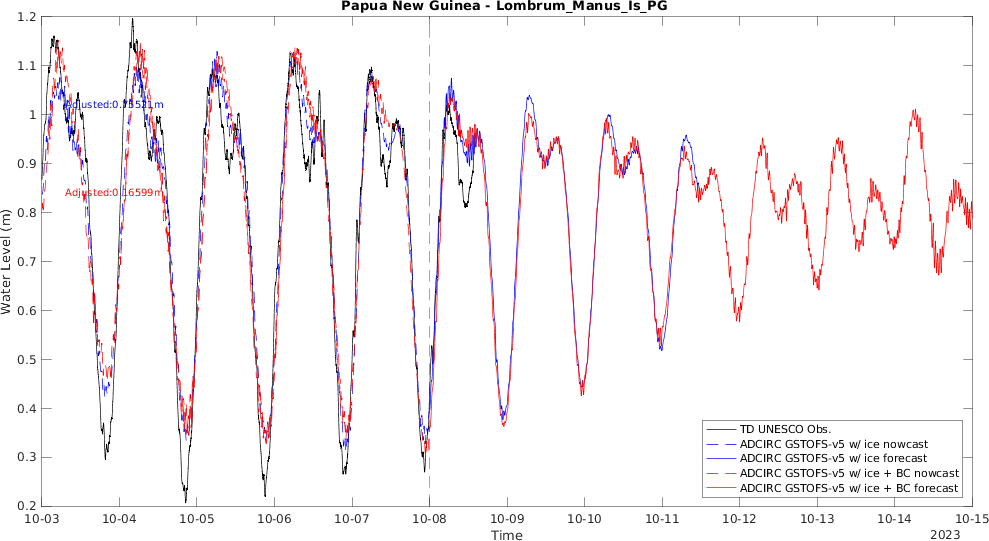 Papua New Guinea - Lombrum_Manus_Is_PG
1.2
1.1
1
0.9
0.8
0.7
0.6
0.5
0.4
0.3
0.2
Water Level (m)
Adjusted:0.16599m
10-03
10-04
10-05
10-06
10-07
10-08
10-09
10-10
10-11
10-12
10-13
10-14
10-15
Time
2023
TD UNESCO Obs.
ADCIRC GSTOFS-v5 w/ ice nowcast
ADCIRC GSTOFS-v5 w/ ice forecast
ADCIRC GSTOFS-v5 w/ ice + BC nowcast
ADCIRC GSTOFS-v5 w/ ice + BC forecast